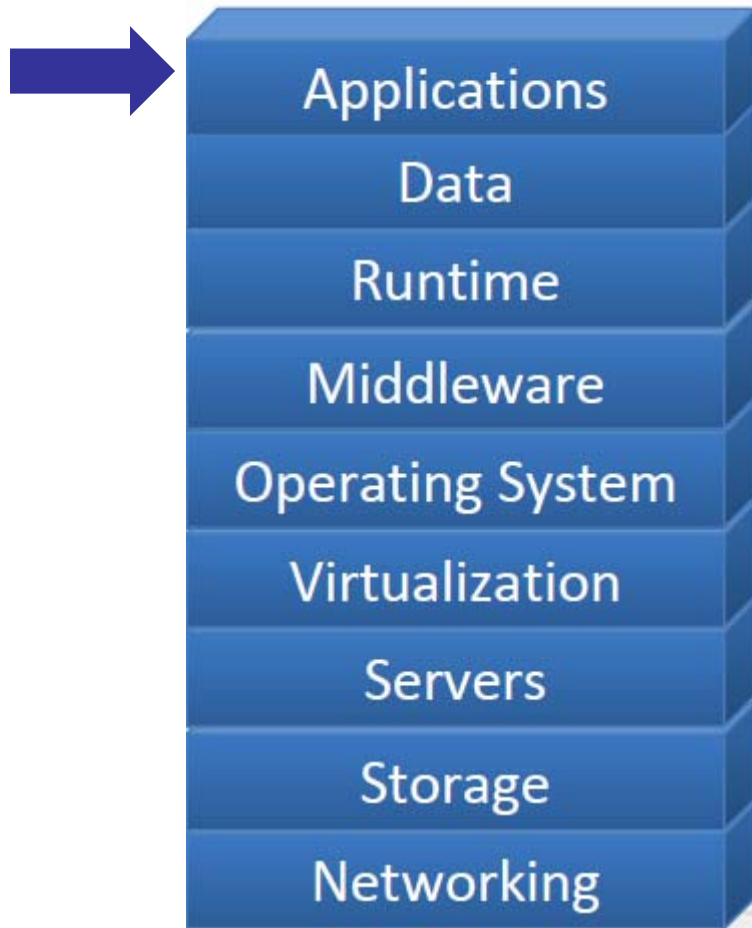 Applications
Data
Runtime
Middleware
Operating System
Virtualization
Servers
Storage
Networking